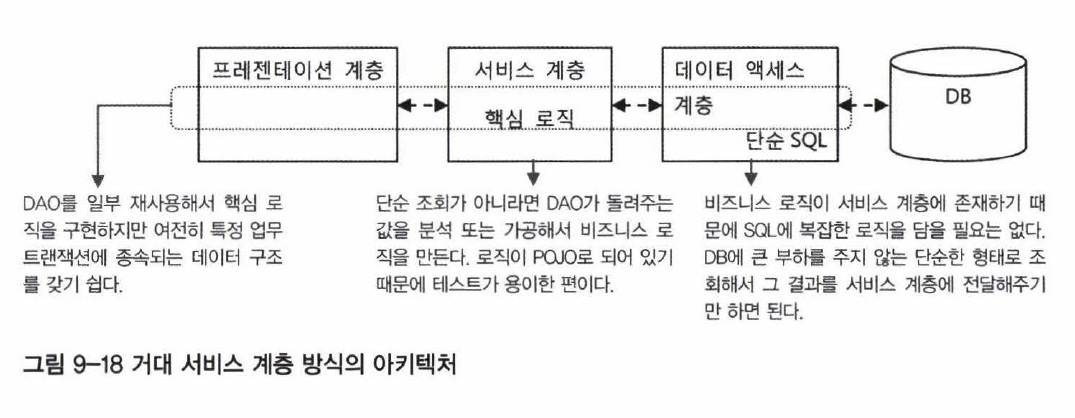 프레젠테이션 계층
서비스 계층
핵심 로직
데이터 액세스
계층
단순 SQL
DB
DAO를 일부 재사용해서 핵심 로
직을 구현하지만 여전히 특정 업무
트랜잭션에 종속되는 데이터 구조
를 갖기 쉽다.
단순 조회가 아니라면 DAO가 돌려주는
값을 분석 또는 가공해서 비즈니스 로
직을 만든다. 로직이 POJO로 되어 있기
때문에 테스트가 용이한 편이다.
비즈니스 로직이 서비스 계층에 존재하기 때
문에 SQL에 복잡한 로직을 담을 필요는 없다.
DB에 큰 부하를 주지 않는 단순한 형태로 조
회해서 그 결과를 서비스 계층에 전달해주기
만 하면 된다.
그림 9-18 거대 서비스 계층 방식의 아키텍처